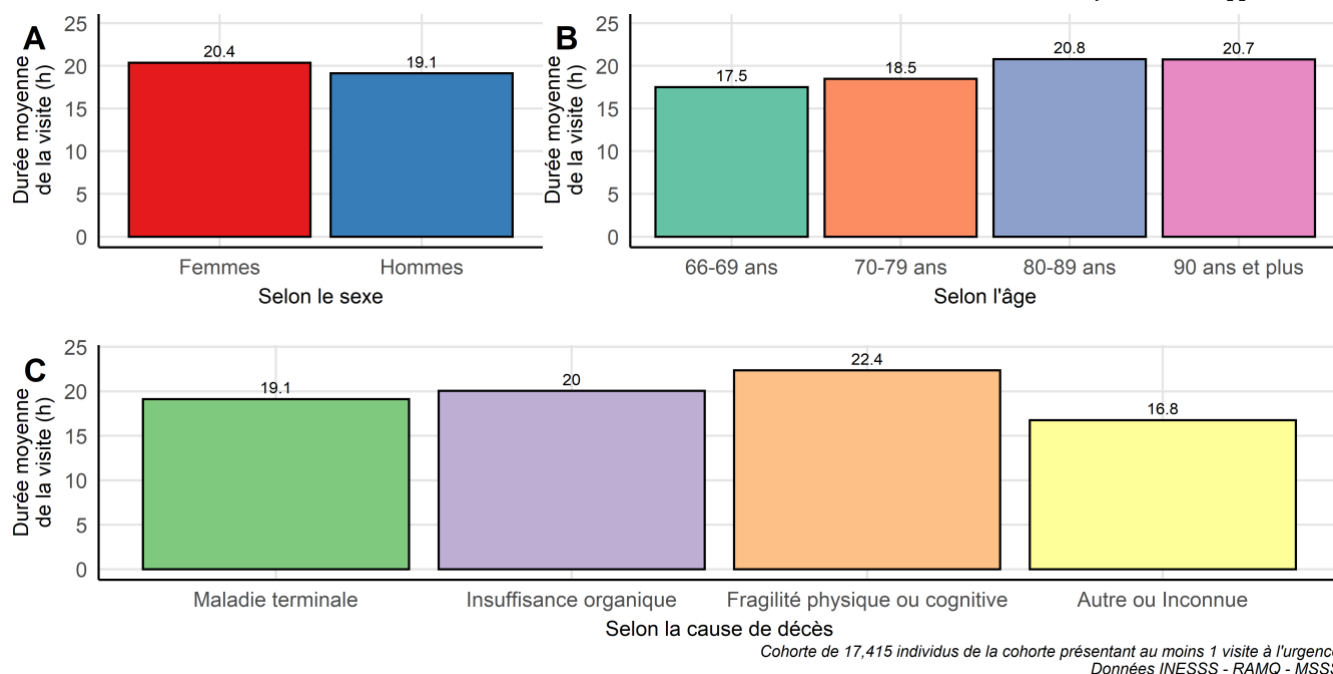 A
Durée moyenne
de la visite (h)
25
20
15
10
5
0
20.4
19.1
Femmes
Hommes
Selon le sexe
B
Durée moyenne
de la visite (h)
25
20
15
10
5
0
17.5
18.5
20.8
20.7
66-69 ans
70-79 ans
80-89 ans
90 ans et plus
Selon l'âge
C
Durée moyenne
de la visite (h)
25
20
15
10
5
0
19.1
20
22.4
16.8
Maladie terminale
Insuffisance organique
Fragilité physique ou cognitive
Autre ou Inconnue
Selon la cause de décès
Cohorte de 17,415 individus de la cohorte présentant au moins 1 visite à l'urgence
Données INESSS - RAMQ - MSSS